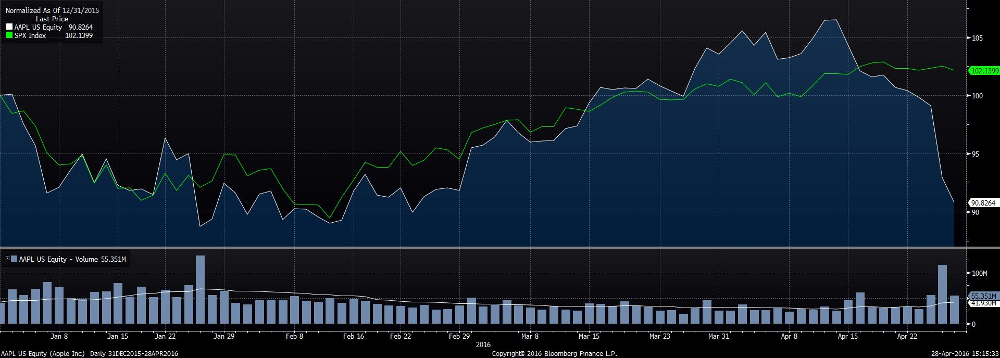 Normalized As Of 12/31/2015
Last Price
AAPL US Equity 90.8264
SPX Index 102.1399
105
102.1399
100
95
90.8264
90
AAPL US Equity - Volume 55.351M
100M
55.351M
41.930M
0
Jan 8 Jan 15 Jan 22 Jan 29 Feb 8 Feb 16 Feb 22 Feb 29 Mar 8 Mar 15 Mar 23 Mar 31 Apr 8 Apr 15 Apr 22
2016
AAPL US Equity (Apple Inc) Daily 31DEC2015-28APR2016 Copyright© 2016 Bloomberg Finance L.P. 28-Apr-2016 15:15:33